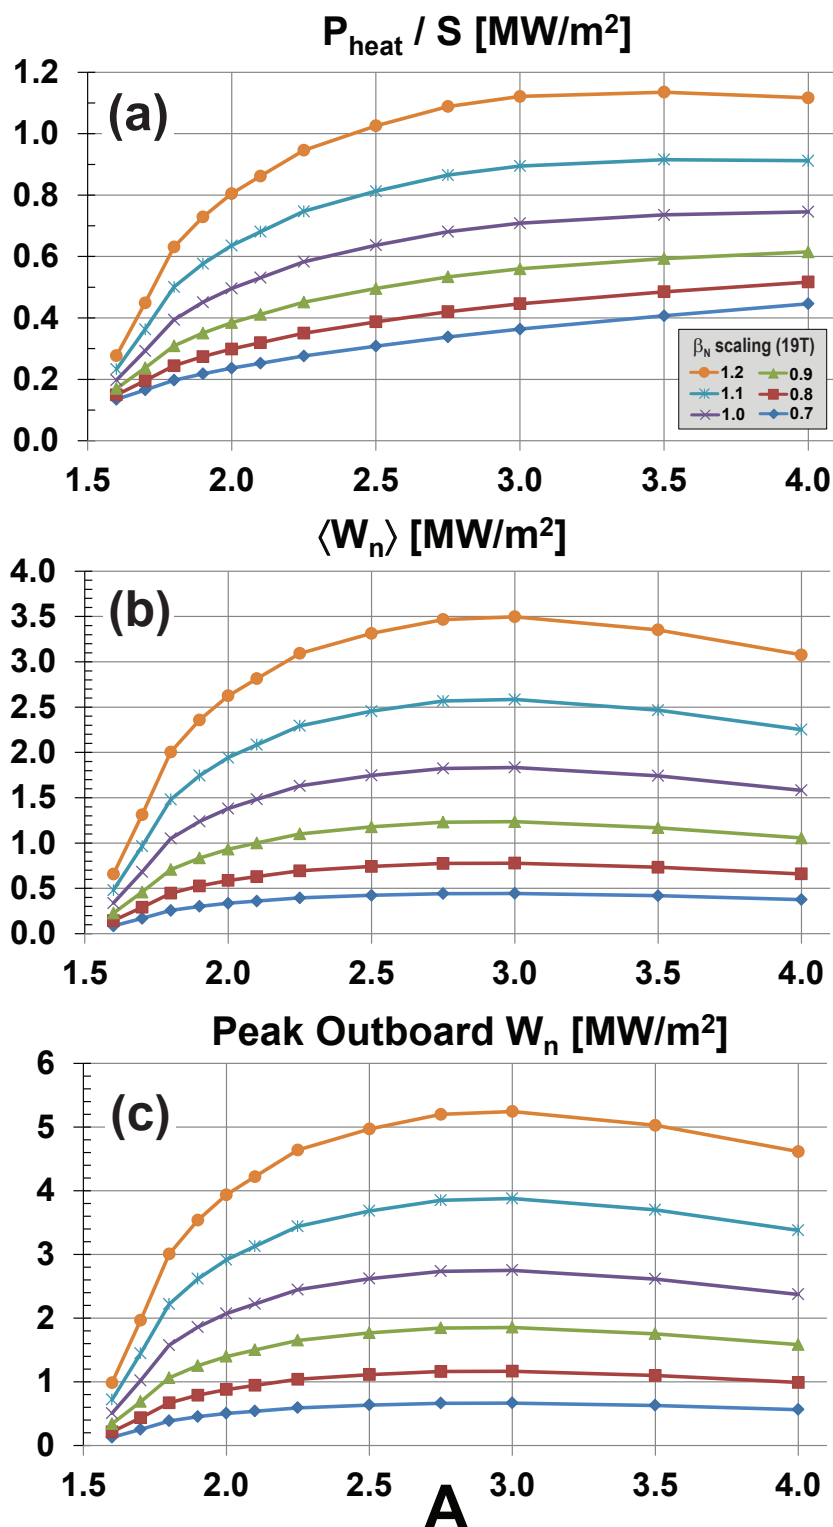 P_heat / S [MW/m²]
(a)
1.2
1.0
0.8
0.6
0.4
0.2
0.0
β_N scaling (19T)
1.2 0.9
1.1 0.8
1.0 0.7
1.5 2.0 2.5 3.0 3.5 4.0
⟨W_n⟩ [MW/m²]
(b)
4.0
3.5
3.0
2.5
2.0
1.5
1.0
0.5
0.0
1.5 2.0 2.5 3.0 3.5 4.0
Peak Outboard W_n [MW/m²]
(c)
6
5
4
3
2
1
0
1.5 2.0 2.5 3.0 3.5 4.0
A